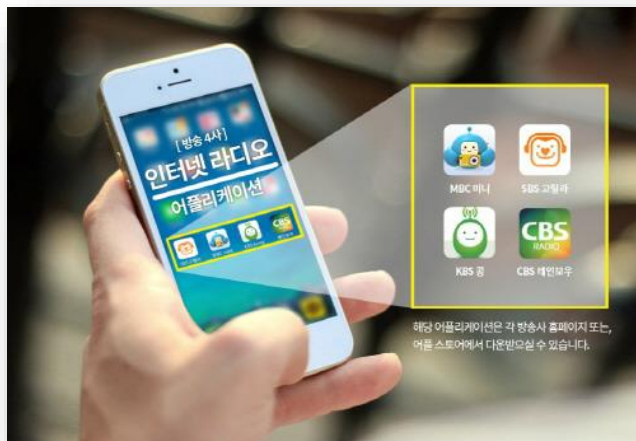 [방송 4사]
인터넷 라디오
어플리케이션
MBC 미니
SBS 고릴라
KBS 콩
CBS
RADIO
CBS 레인보우
CBS
해당 어플리케이션은 각 방송사 홈페이지 또는,
어플 스토어에서 다운받으실 수 있습니다.